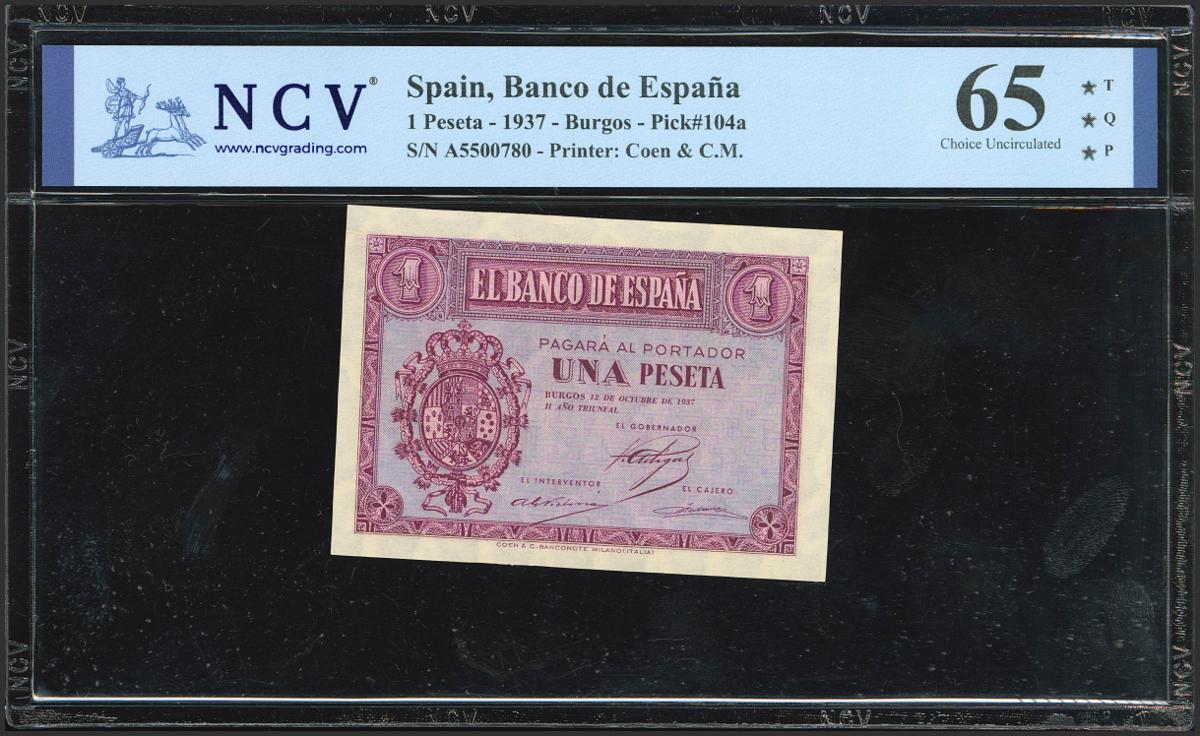 NCV NCV NCV NCV
NCV®
www.ncvgrading.com
Spain, Banco de España
1 Peseta - 1937 - Burgos - Pick#104a
S/N A5500780 - Printer: Coen & C.M.
65
Choice Uncirculated
★ T
★ Q
★ P
1
EL BANCO DE ESPAÑA
1
PAGARÁ AL PORTADOR
UNA PESETA
BURGOS 12 DE OCTUBRE DE 1937
II AÑO TRIUNFAL
EL GOBERNADOR
EL INTERVENTOR
EL CAJERO
COEN & C. BANCONOTE MILANO (ITALIA)
NCV
NCV
NCV
NCV
NCV
NCV
NCV NCV